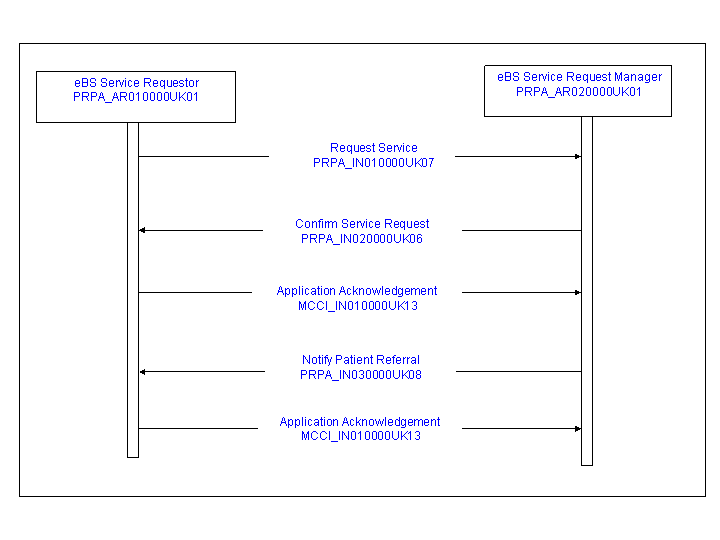 eBS Service Requestor
PRPA_AR010000UK01
eBS Service Request Manager
PRPA_AR020000UK01
Request Service
PRPA_IN010000UK07
Confirm Service Request
PRPA_IN020000UK06
Application Acknowledgement
MCCI_IN010000UK13
Notify Patient Referral
PRPA_IN030000UK08
Application Acknowledgement
MCCI_IN010000UK13